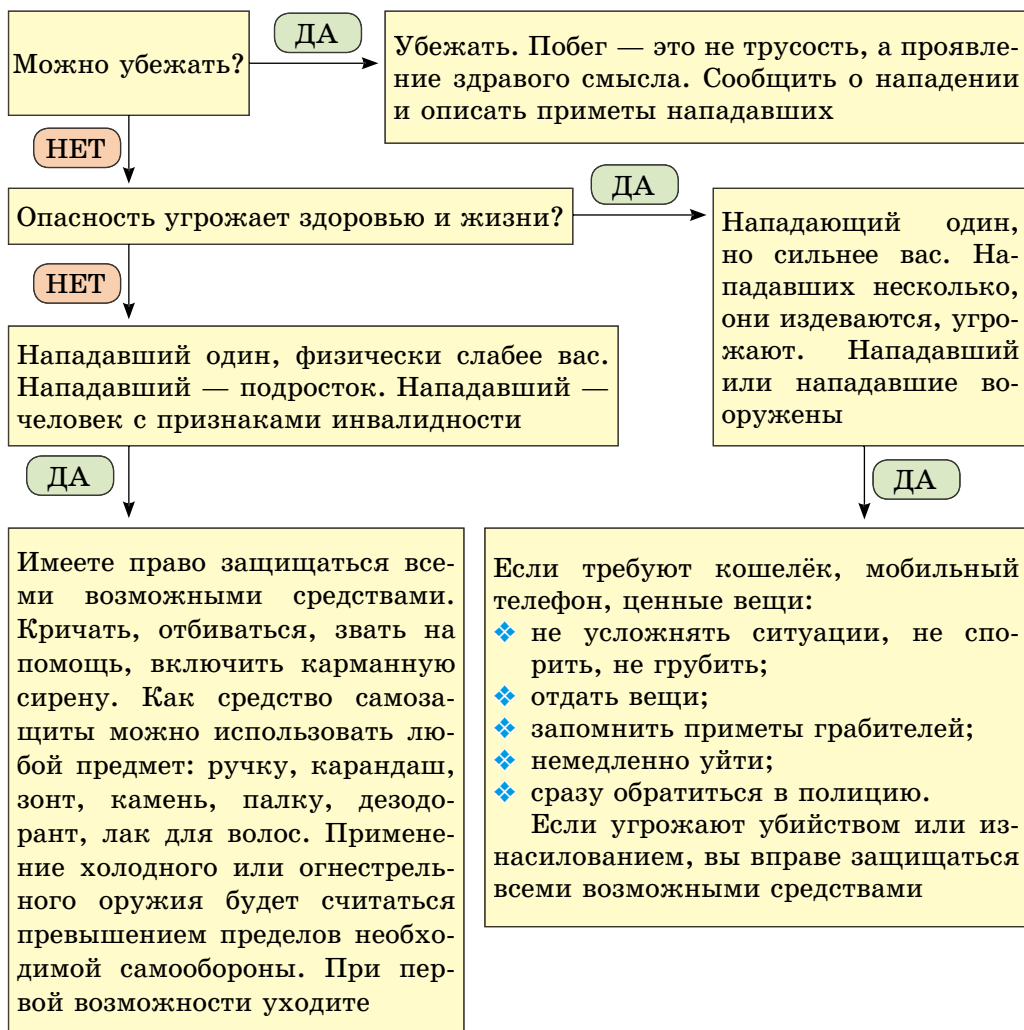 Можно убежать?
ДА
Убежать. Побег — это не трусость, а проявле-
ние здравого смысла. Сообщить о нападении
и описать приметы нападавших
НЕТ
Опасность угрожает здоровью и жизни?
ДА
Нападающий один,
но сильнее вас. На-
падавших несколько,
они издеваются, угро-
жают. Нападавший
или нападавшие во-
оружены
НЕТ
Нападавший один, физически слабее вас.
Нападавший — подросток. Нападавший —
человек с признаками инвалидности
ДА
Имеете право защищаться все-
ми возможными средствами.
Кричать, отбиваться, звать на
помощь, включить карманную
сирену. Как средство самоза-
щиты можно использовать лю-
бой предмет: ручку, карандаш,
зонт, камень, палку, дезодо-
рант, лак для волос. Примене-
ние холодного или огнестрель-
ного оружия будет считаться
превышением пределов необхо-
димой самообороны. При пер-
вой возможности уходите
ДА
Если требуют кошелёк, мобильный
телефон, ценные вещи:
❖ не усложнять ситуации, не спо-
рить, не грубить;
❖ отдать вещи;
❖ запомнить приметы грабителей;
❖ немедленно уйти;
❖ сразу обратиться в полицию.
Если угрожают убийством или из-
насилованием, вы вправе защищаться
всеми возможными средствами